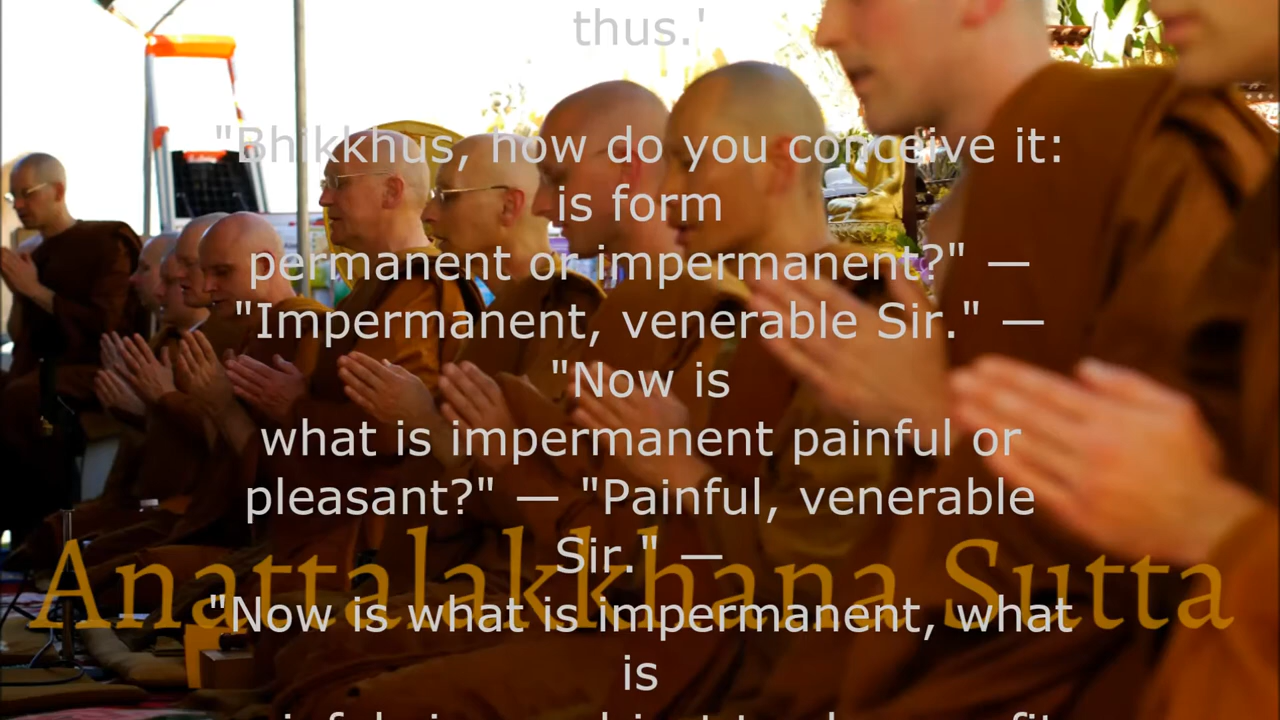 thus.'
"Bhikkhus, how do you conceive it:
is form
permanent or impermanent?" —
"Impermanent, venerable Sir." —
"Now is
what is impermanent painful or
pleasant?" — "Painful, venerable
Sir." —
Anattalakkhana Sutta
"Now is what is impermanent, what
is